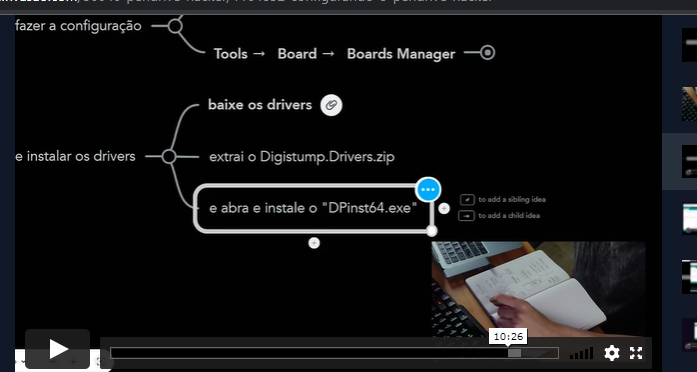 fazer a configuração
Tools → Board → Boards Manager
baixe os drivers
e instalar os drivers
extrai o Digistump.Drivers.zip
e abra e instale o "DPinst64.exe"
to add a sibling idea
to add a child idea
10:26